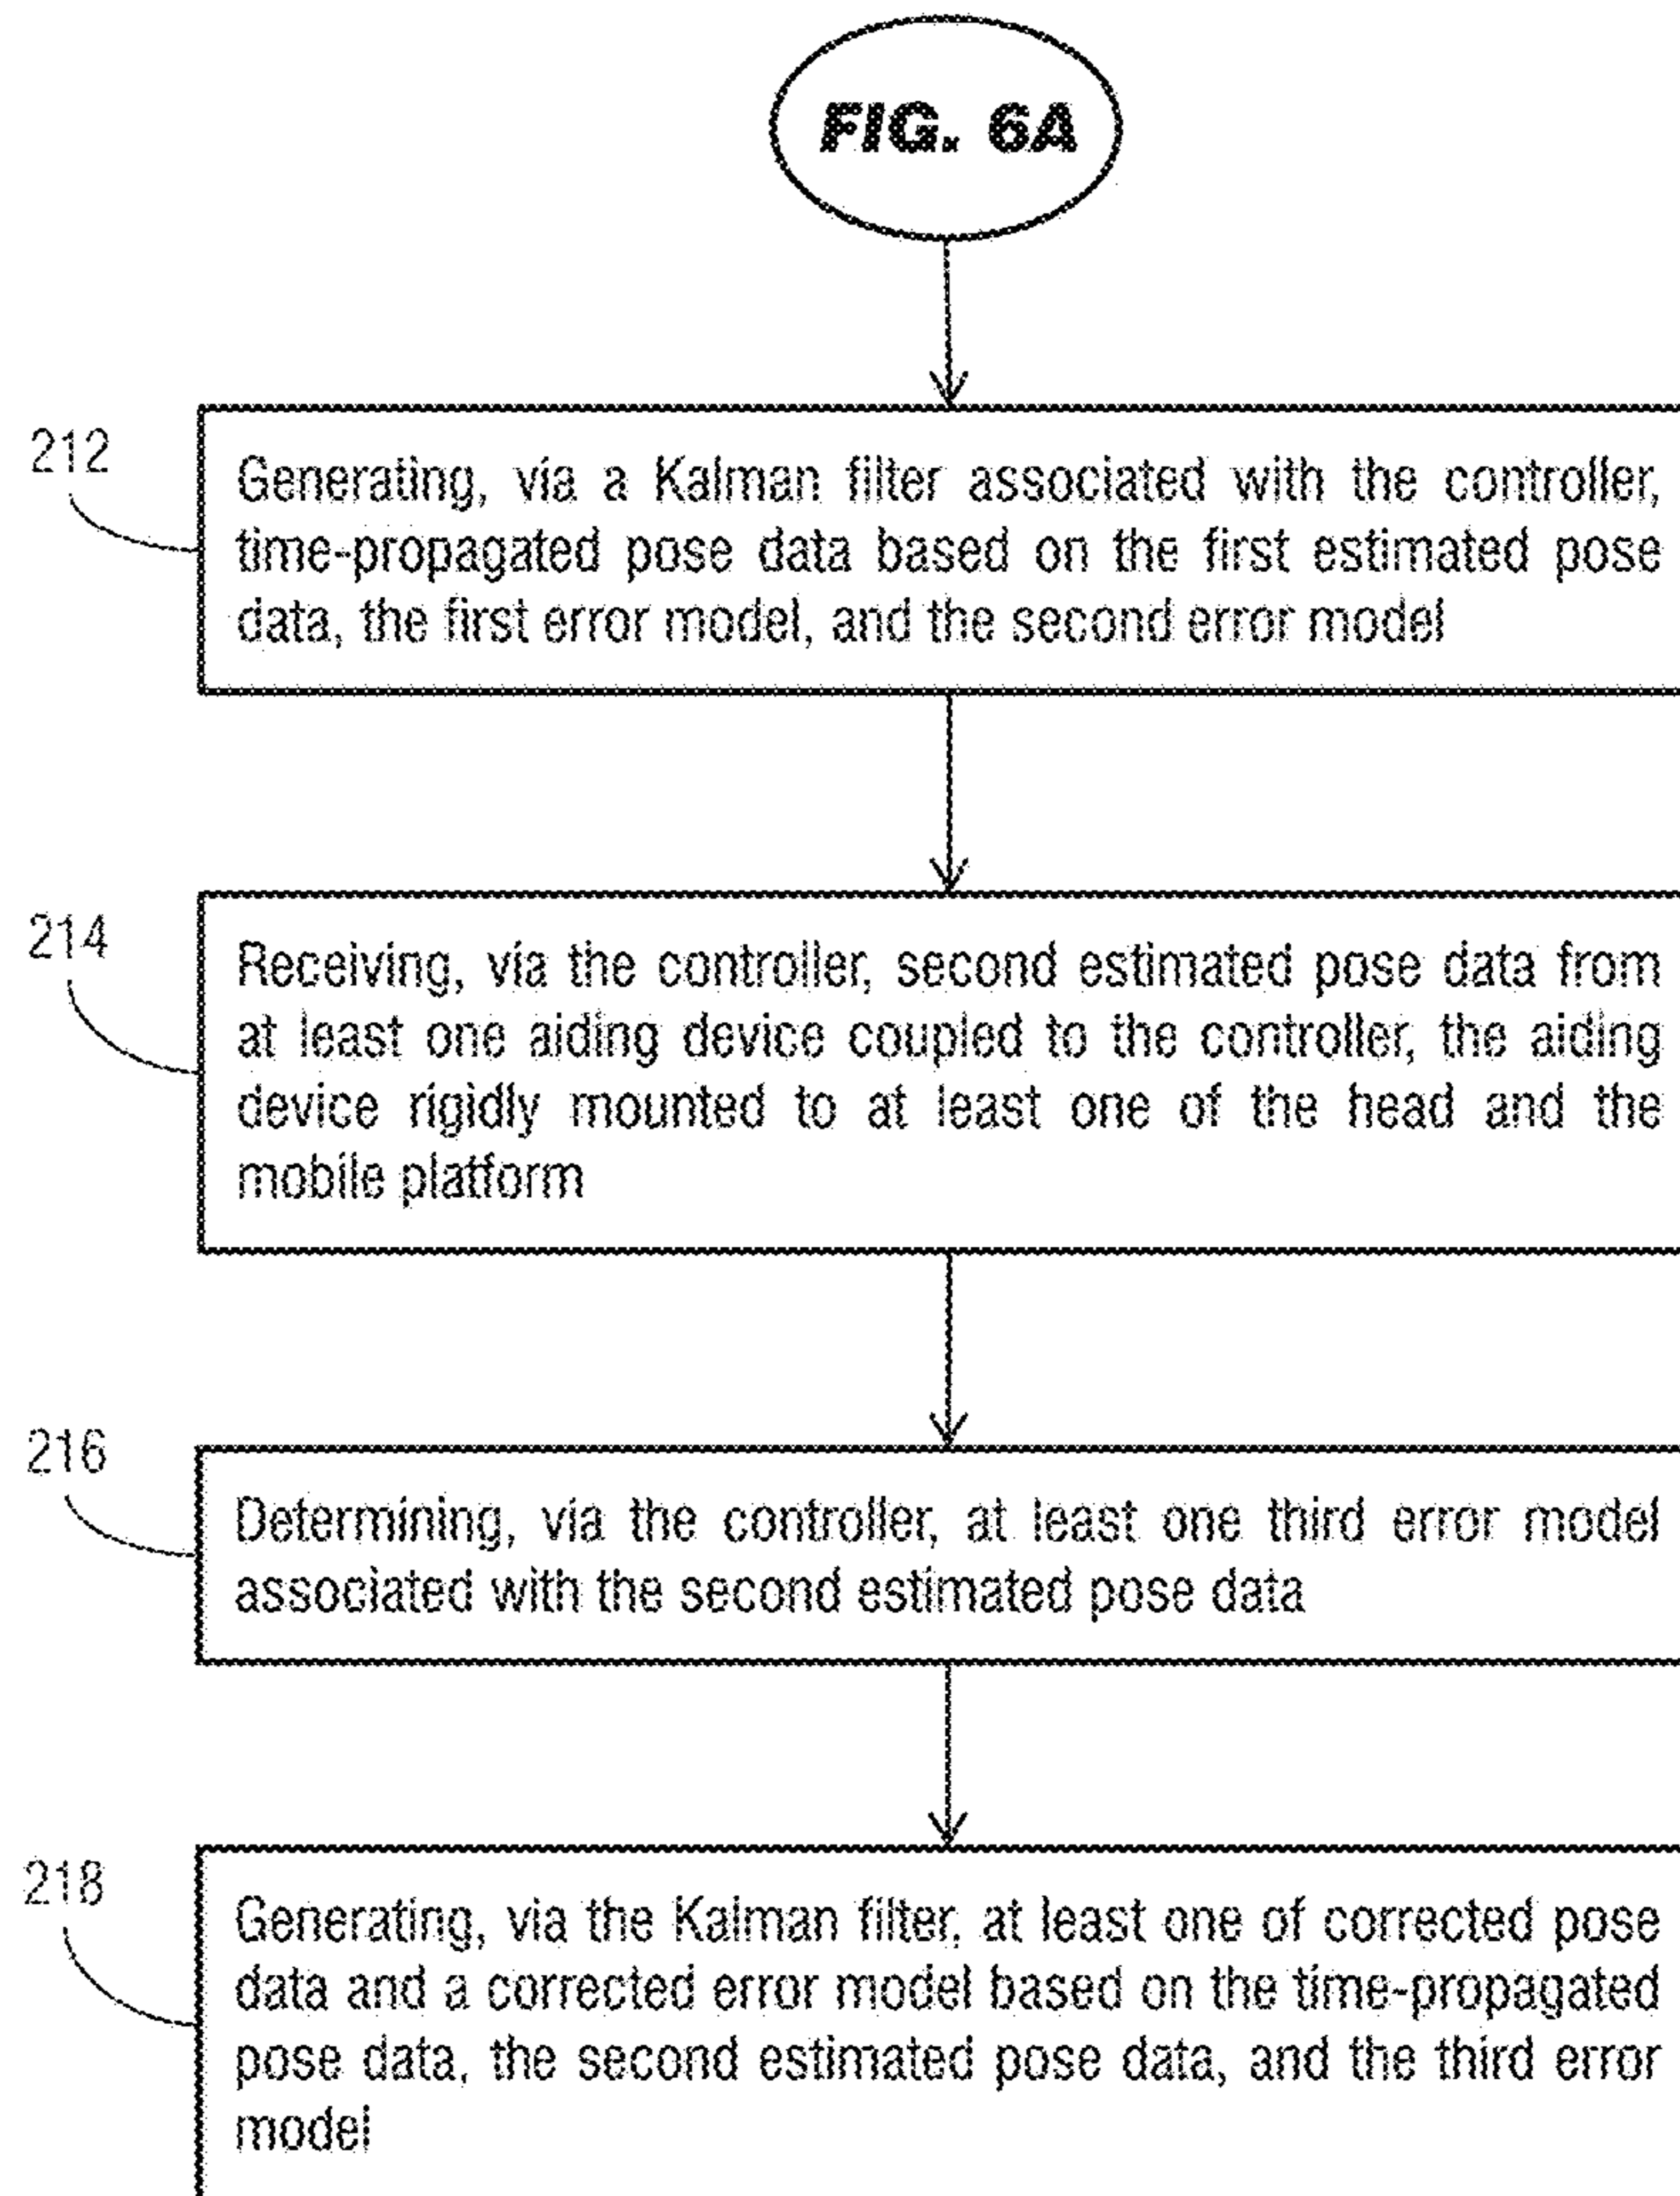 FIG. 6A
212
Generating, via a Kalman filter associated with the controller,
time-propagated pose data based on the first estimated pose
data, the first error model, and the second error model
214
Receiving, via the controller, second estimated pose data from
at least one aiding device coupled to the controller, the aiding
device rigidly mounted to at least one of the head and the
mobile platform
216
Determining, via the controller, at least one third error model
associated with the second estimated pose data
218
Generating, via the Kalman filter, at least one of corrected pose
data and a corrected error model based on the time-propagated
pose data, the second estimated pose data, and the third error
model